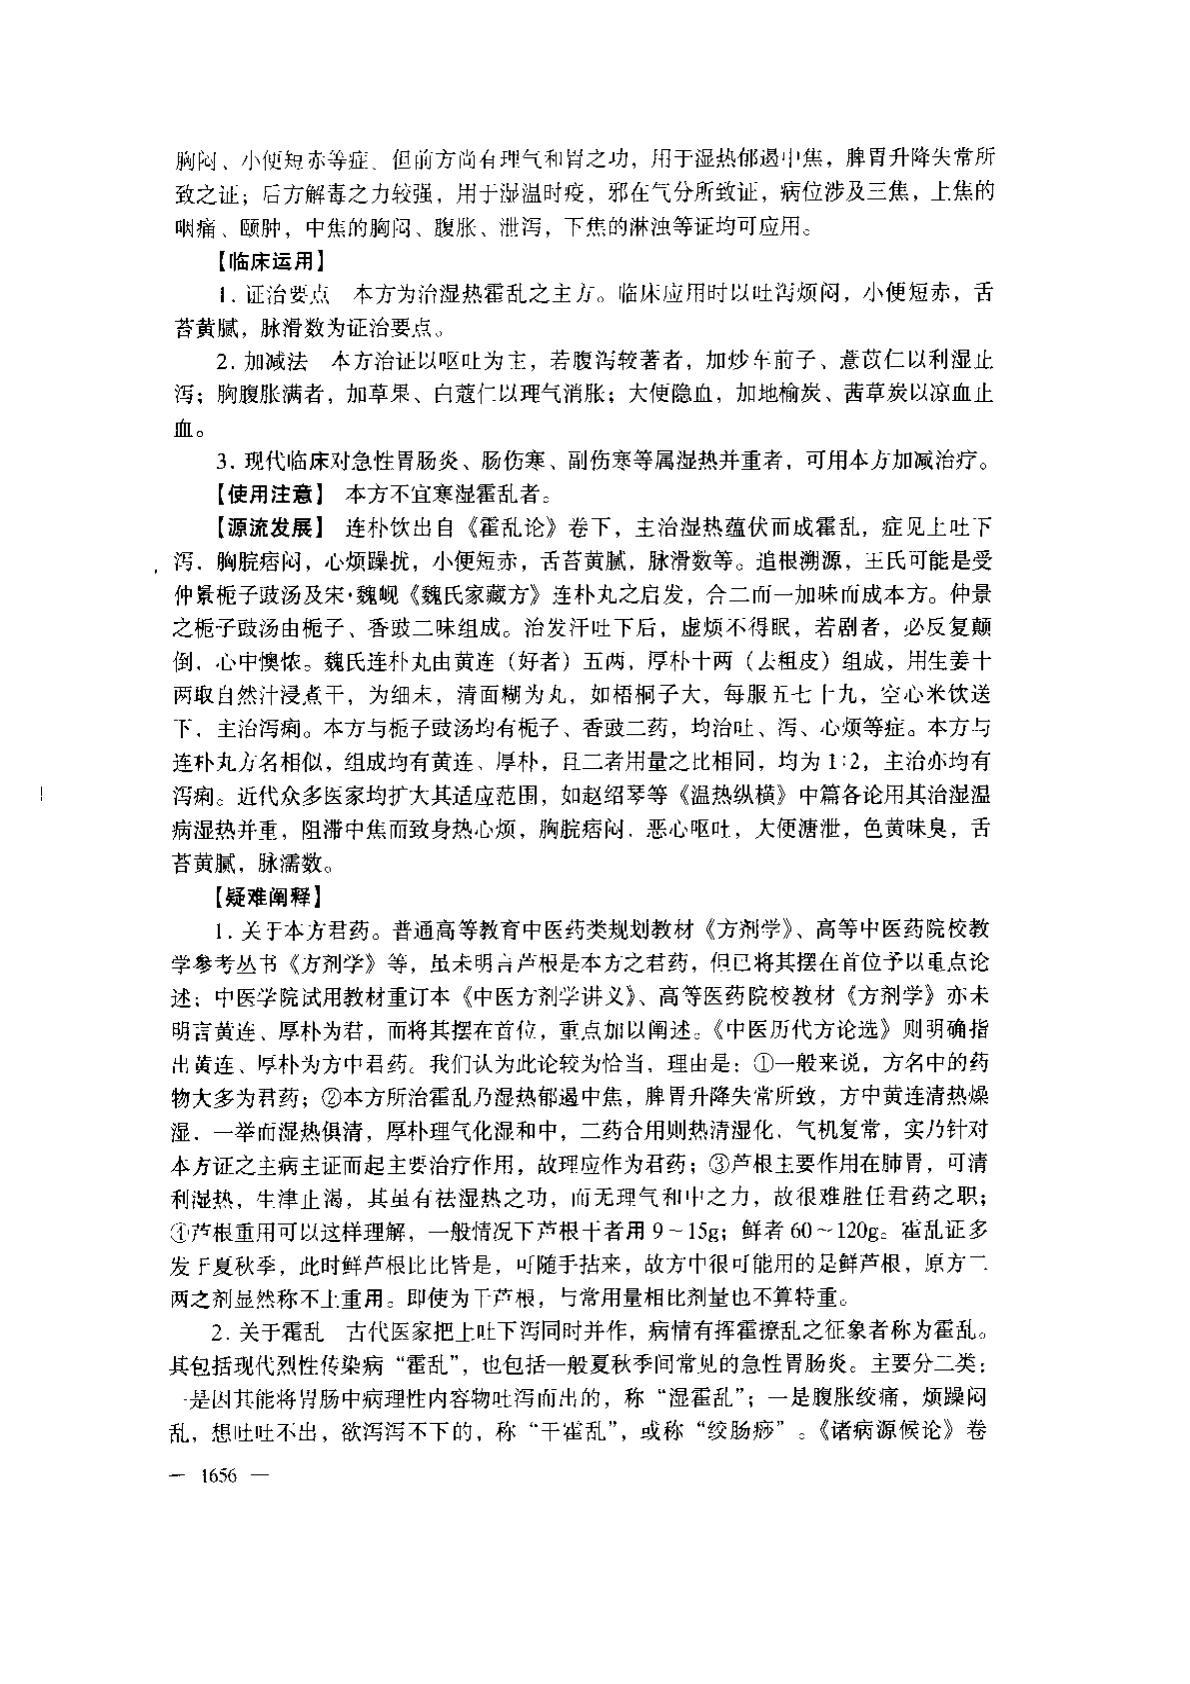 胸闷、小便短赤等症。但前方尚有理气和胃之功，用于湿热郁遏中焦，脾胃升降失常所
致之证；后方解毒之力较强，用于湿温时疫，邪在气分所致证，病位涉及三焦，上焦的
咽痛、颐肿，中焦的胸闷、腹胀、泄泻，下焦的淋浊等证均可应用。
【临床运用】
1. 证治要点　本方为治湿热霍乱之主方。临床应用时以吐泻烦闷，小便短赤，舌
苔黄腻，脉滑数为证治要点。
2. 加减法　本方治证以呕吐为主，若腹泻较著者，加炒车前子、薏苡仁以利湿止
泻；胸腹胀满者，加草果、白蔻仁以理气消胀；大便隐血，加地榆炭、茜草炭以凉血止
血。
3. 现代临床对急性胃肠炎、肠伤寒、副伤寒等属湿热并重者，可用本方加减治疗。
【使用注意】　本方不宜寒湿霍乱者。
【源流发展】　连朴饮出自《霍乱论》卷下，主治湿热蕴伏而成霍乱，症见上吐下
泻，胸脘痞闷，心烦躁扰，小便短赤，舌苔黄腻，脉滑数等。追根溯源，王氏可能是受
仲景栀子豉汤及宋·魏岘《魏氏家藏方》连朴丸之启发，合二而一加味而成本方。仲景
之栀子豉汤由栀子、香豉二味组成。治发汗吐下后，虚烦不得眠，若剧者，必反复颠
倒，心中懊侬。魏氏连朴丸由黄连（好者）五两，厚朴十两（去粗皮）组成，用生姜十
两取自然汁浸煮干，为细末，清面糊为丸，如梧桐子大，每服五七十九，空心米饮送
下，主治泻痢。本方与栀子豉汤均有栀子、香豉二药，均治吐、泻、心烦等症。本方与
连朴丸方名相似，组成均有黄连、厚朴，且二者用量之比相同，均为 1:2，主治亦均有
泻痢。近代众多医家均扩大其适应范围，如赵绍琴等《温热纵横》中篇各论用其治湿温
病湿热并重，阻滞中焦而致身热心烦，胸脘痞闷，恶心呕吐，大便溏泄，色黄味臭，舌
苔黄腻，脉濡数。
【疑难阐释】
1. 关于本方君药。普通高等教育中医药类规划教材《方剂学》、高等中医药院校教
学参考丛书《方剂学》等，虽未明言芦根是本方之君药，但已将其摆在首位予以重点论
述；中医学院试用教材重订本《中医方剂学讲义》、高等医药院校教材《方剂学》亦未
明言黄连、厚朴为君，而将其摆在首位，重点加以阐述。《中医历代方论选》则明确指
出黄连、厚朴为方中君药。我们认为此论较为恰当，理由是：①一般来说，方名中的药
物大多为君药；②本方所治霍乱乃湿热郁遏中焦，脾胃升降失常所致，方中黄连清热燥
湿，一举而湿热俱清，厚朴理气化湿和中，二药合用则热清湿化，气机复常，实乃针对
本方证之主病主证而起主要治疗作用，故理应作为君药；③芦根主要作用在肺胃，可清
利湿热，生津止渴，其虽有祛湿热之功，而无理气和中之力，故很难胜任君药之职；
④芦根重用可以这样理解，一般情况下芦根干者用 9～15g；鲜者 60～120g。霍乱证多
发于夏秋季，此时鲜芦根比比皆是，可随手拈来，故方中很可能用的是鲜芦根，原方二
两之剂显然称不上重用。即使为干芦根，与常用量相比剂量也不算特重。
2. 关于霍乱　古代医家把上吐下泻同时并作，病情有挥霍撩乱之征象者称为霍乱。
其包括现代烈性传染病“霍乱”，也包括一般夏秋季间常见的急性胃肠炎。主要分二类：
一是因其能将胃肠中病理性内容物吐泻而出的，称“湿霍乱”；一是腹胀绞痛，烦躁闷
乱，想吐吐不出，欲泻泻不下的，称“干霍乱”，或称“绞肠痧”。《诸病源候论》卷
— 1656 —